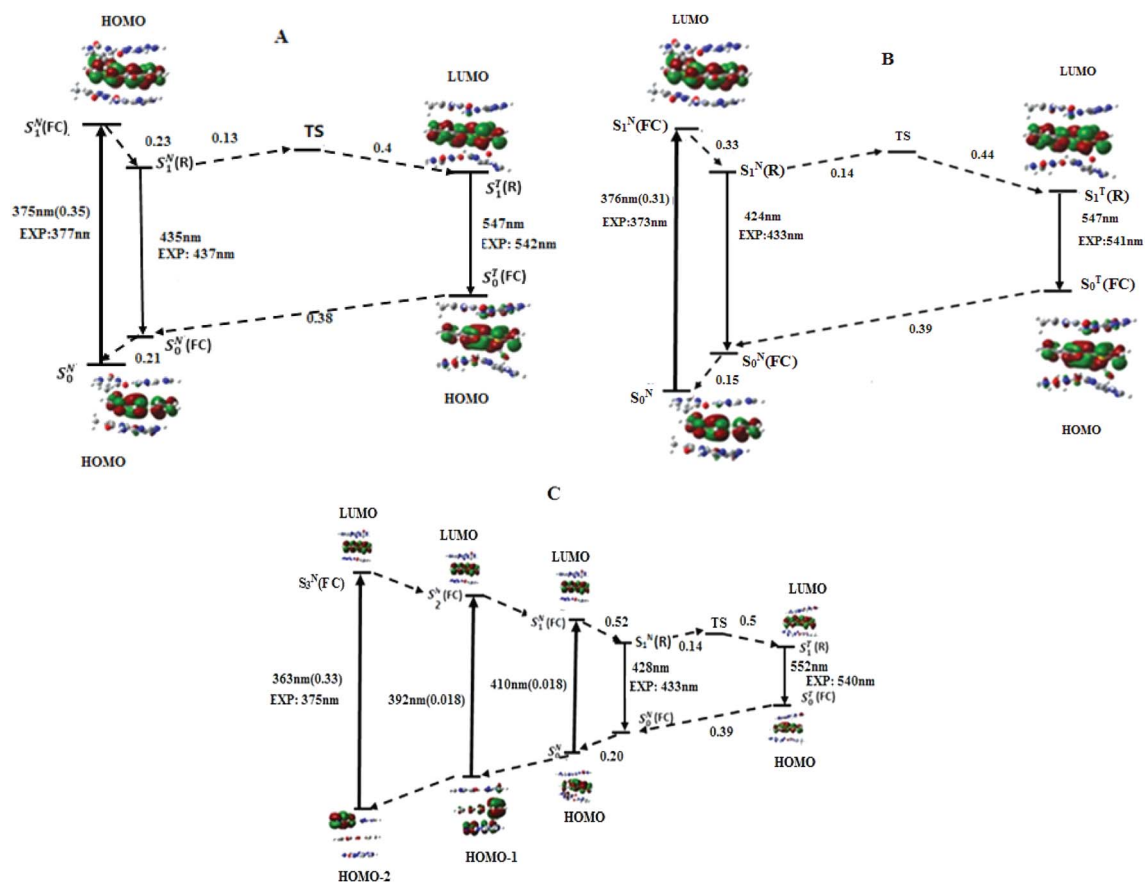 HOMO
A
LUMO
S₁ᴺ(FC)
0.23
0.13
TS
0.4
S₁ᴺ(R)
S₁ᵀ(R)
375nm(0.35)
EXP:377nm
435nm
EXP: 437nm
547nm
EXP: 542nm
S₀ᵀ(FC)
0.38
S₀ᴺ(FC)
0.21
S₀ᴺ
HOMO
HOMO
LUMO
B
LUMO
S₁ᴺ(FC)
0.33
TS
0.44
S₁ᴺ(R)
0.14
S₁ᵀ(R)
376nm(0.31)
EXP:373nm
424nm
EXP:433nm
547nm
EXP:541nm
S₀ᵀ(FC)
0.39
S₀ᴺ(FC)
0.15
S₀ᴺ
HOMO
HOMO
C
LUMO
LUMO
LUMO
LUMO
S₃ᴺ(FC)
S₂ᴺ(FC)
S₁ᴺ(FC)
0.52
S₁ᴺ(R)
0.14
TS
0.5
S₁ᵀ(R)
363nm(0.33)
EXP: 375nm
392nm(0.018)
410nm(0.018)
428nm
EXP: 433nm
552nm
EXP: 540nm
S₀ᵀ(FC)
S₀ᴺ(FC)
0.39
S₀ᴺ
0.20
HOMO
HOMO
HOMO-1
HOMO-2